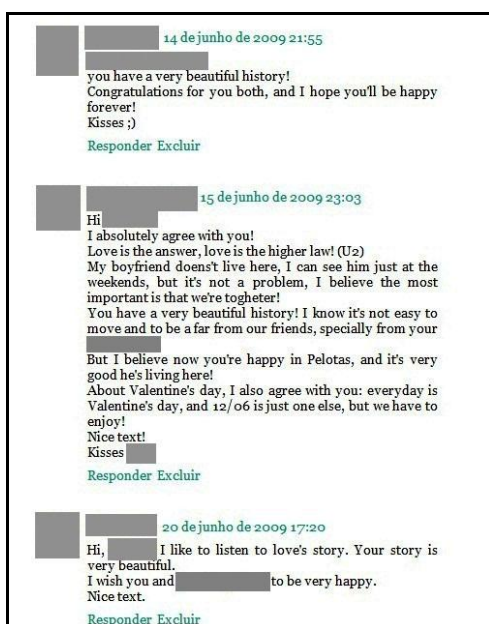 14 de junho de 2009 21:55
you have a very beautiful history!
Congratulations for you both, and I hope you'll be happy
forever!
Kisses ;)
Responder Excluir
15 de junho de 2009 23:03
Hi
I absolutely agree with you!
Love is the answer, love is the higher law! (U2)
My boyfriend doens't live here, I can see him just at the
weekends, but it's not a problem, I believe the most
important is that we're togheter!
You have a very beautiful history! I know it's not easy to
move and to be a far from our friends, specially from your
But I believe now you're happy in Pelotas, and it's very
good he's living here!
About Valentine's day, I also agree with you: everyday is
Valentine's day, and 12/06 is just one else, but we have to
enjoy!
Nice text!
Kisses
Responder Excluir
20 de junho de 2009 17:20
Hi, I like to listen to love's story. Your story is
very beautiful.
I wish you and to be very happy.
Nice text.
Responder Excluir